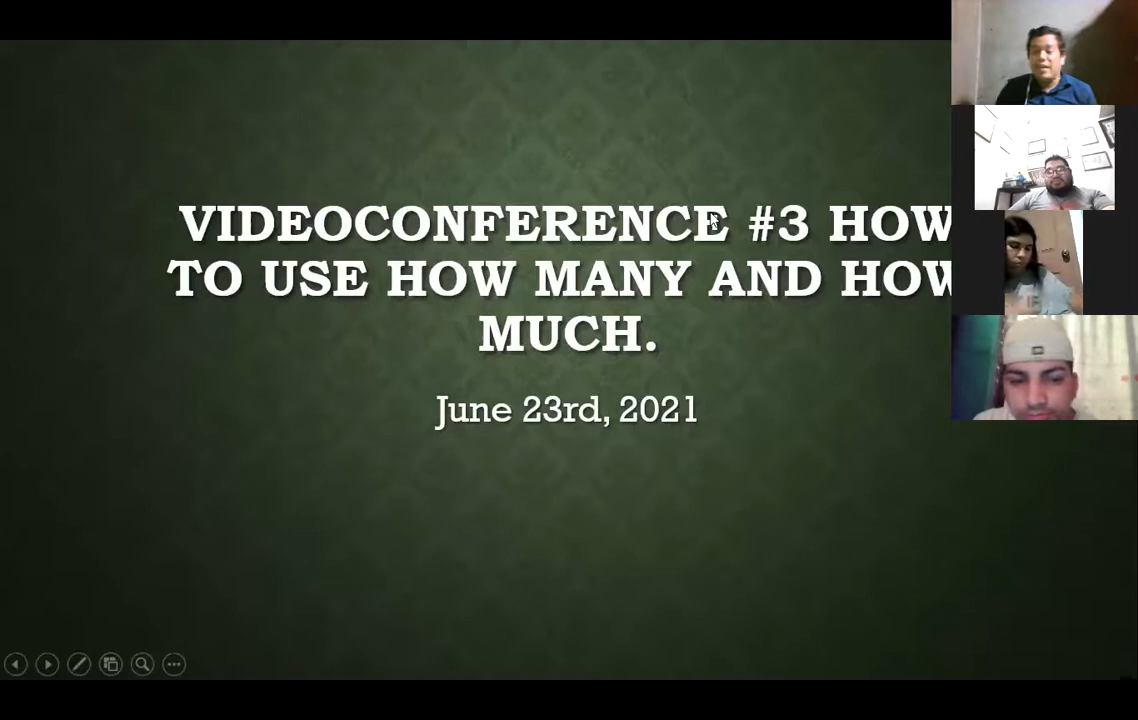 VIDEOCONFERENCE #3 HOW
TO USE HOW MANY AND HOW
MUCH.
June 23rd, 2021